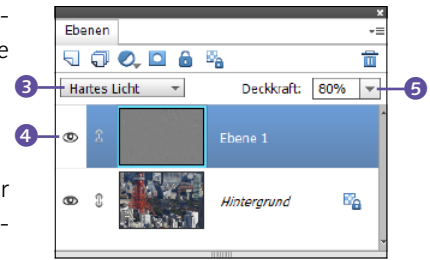 -
e
Ebenen
3 Hartes Licht Deckkraft: 80% 5
4 Ebene 1
r
Hintergrund
-